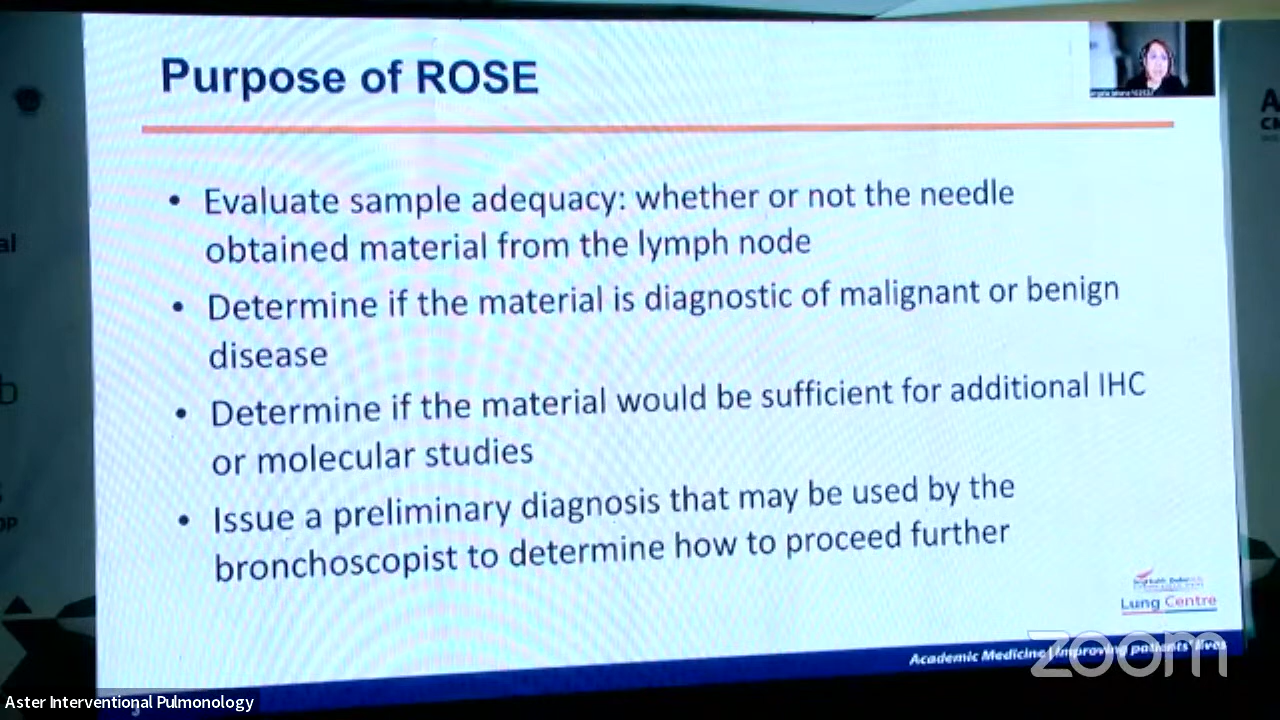 Purpose of ROSE
• Evaluate sample adequacy: whether or not the needle
obtained material from the lymph node
• Determine if the material is diagnostic of malignant or benign
disease
• Determine if the material would be sufficient for additional IHC
or molecular studies
• Issue a preliminary diagnosis that may be used by the
bronchoscopist to determine how to proceed further
Lung Centre
Academic Medicine | Improving patients' lives
zoom
Aster Interventional Pulmonology